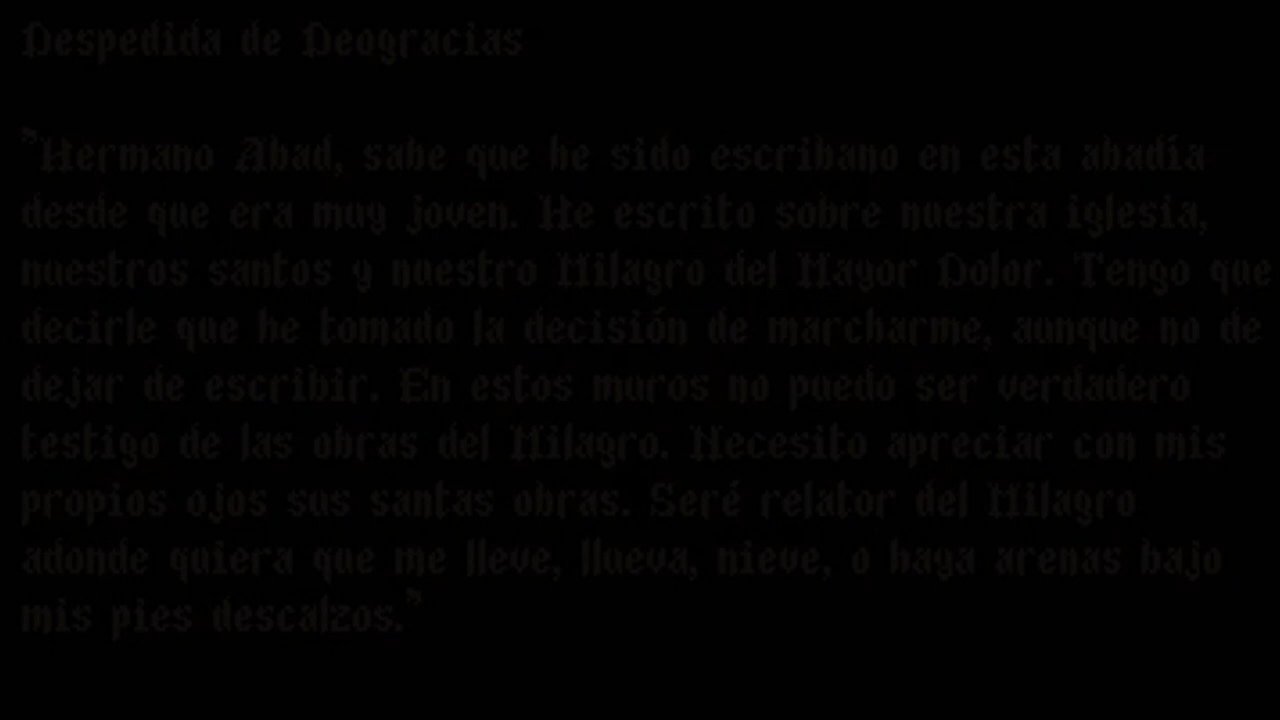 Despedida de Deogracias
"Hermano Abad, sabe que he sido escribano en esta abadía
desde que era muy joven. He escrito sobre nuestra iglesia,
nuestros santos y nuestro Milagro del Mayor Dolor. Tengo que
decirle que he tomado la decisión de marcharme, aunque no de
dejar de escribir. En estos muros no puedo ser verdadero
testigo de las obras del Milagro. Necesito apreciar con mis
propios ojos sus santas obras. Seré relator del Milagro
adonde quiera que me lleve, llueva, nieve, o haya arenas bajo
mis pies descalzos."